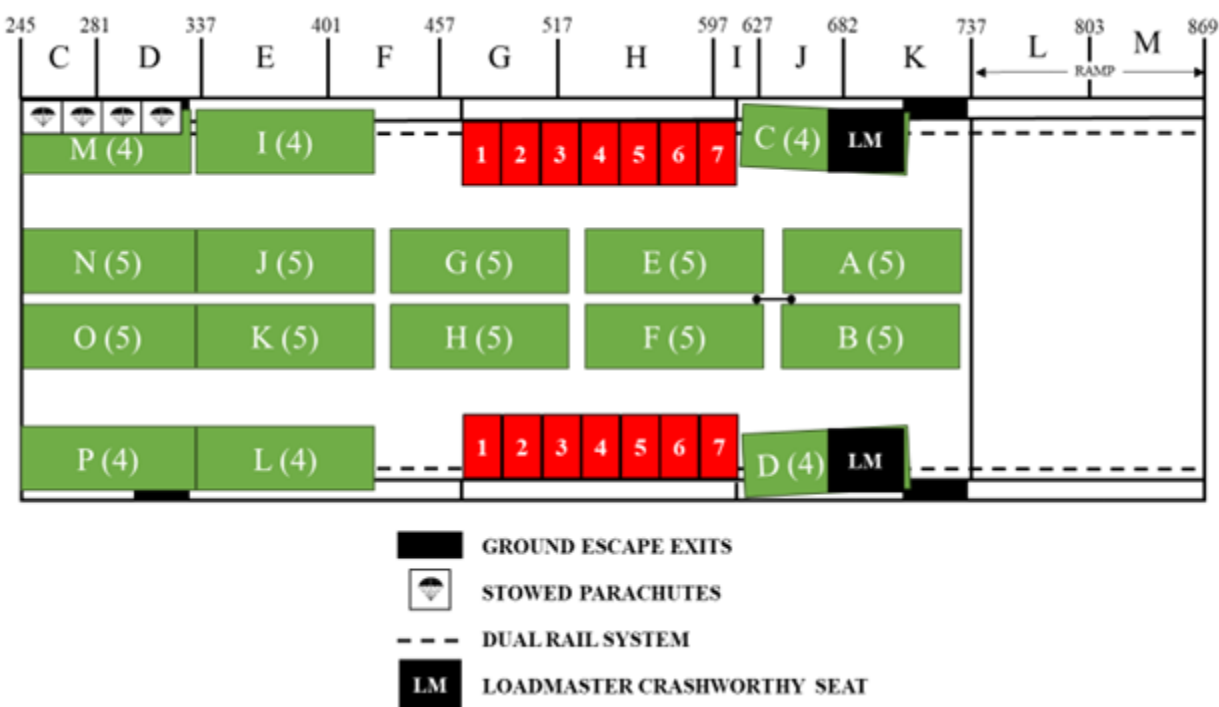 245 281 337 401 457 517 597 627 682 737 803 869
C D E F G H I J K L M
RAMP
M (4) I (4) 1 2 3 4 5 6 7 C (4) LM
N (5) J (5) G (5) E (5) A (5)
O (5) K (5) H (5) F (5) B (5)
P (4) L (4) 1 2 3 4 5 6 7 D (4) LM
GROUND ESCAPE EXITS
STOWED PARACHUTES
DUAL RAIL SYSTEM
LM LOADMASTER CRASHWORTHY SEAT